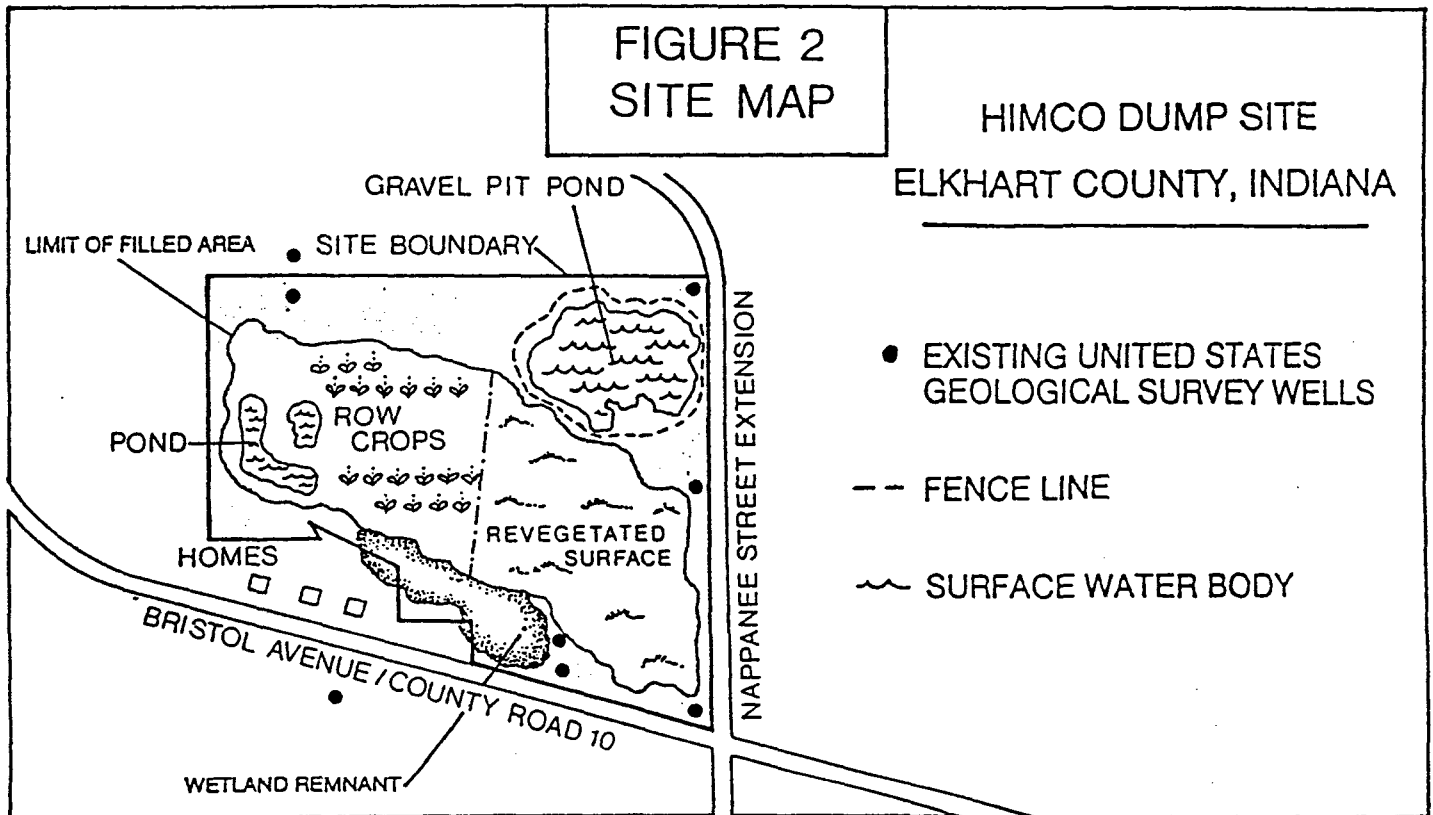 FIGURE 2
SITE MAP
HIMCO DUMP SITE
ELKHART COUNTY, INDIANA
GRAVEL PIT POND
LIMIT OF FILLED AREA
SITE BOUNDARY
NAPPANEE STREET EXTENSION
EXISTING UNITED STATES
GEOLOGICAL SURVEY WELLS
ROW
CROPS
POND
FENCE LINE
REVEGETATED
SURFACE
HOMES
SURFACE WATER BODY
BRISTOL AVENUE / COUNTY ROAD 10
WETLAND REMNANT